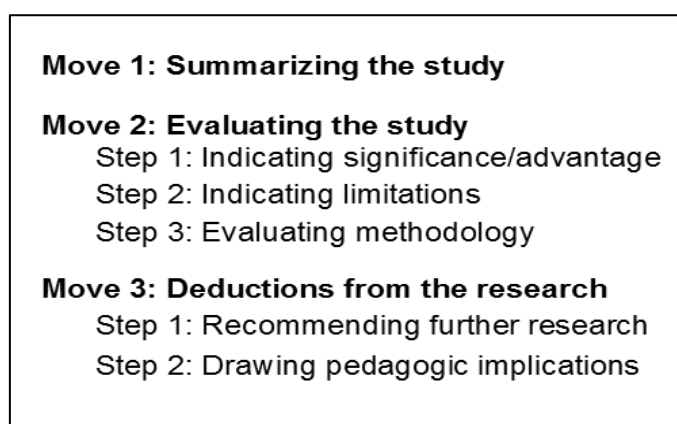 Move 1: Summarizing the study
Move 2: Evaluating the study
Step 1: Indicating significance/advantage
Step 2: Indicating limitations
Step 3: Evaluating methodology
Move 3: Deductions from the research
Step 1: Recommending further research
Step 2: Drawing pedagogic implications